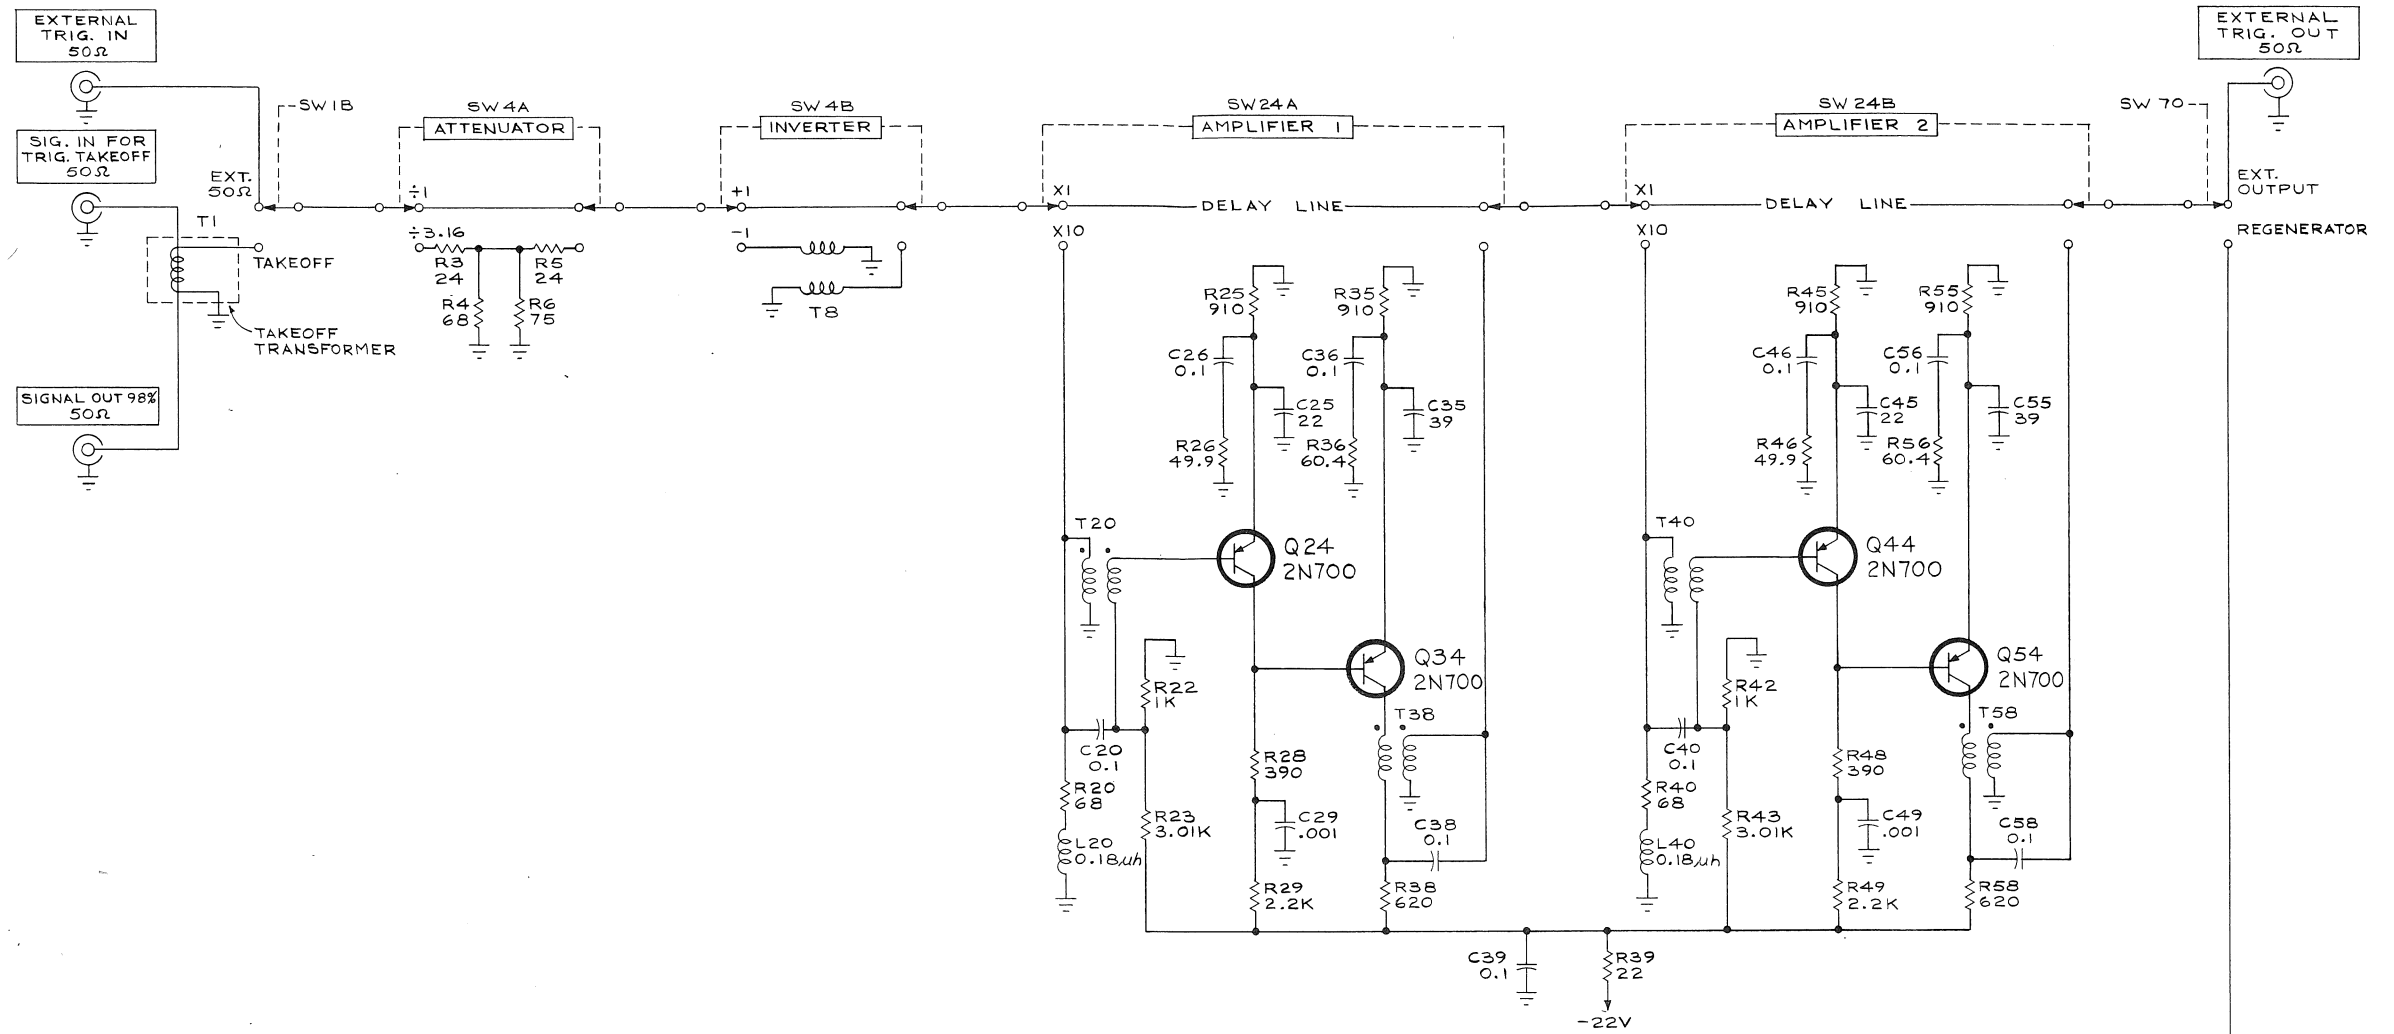 EXTERNAL
TRIG. IN
50Ω
EXTERNAL
TRIG. OUT
50Ω
SW1B
SW4A
ATTENUATOR
SW4B
INVERTER
SW24A
AMPLIFIER 1
SW24B
AMPLIFIER 2
SW 70
SIG. IN FOR
TRIG. TAKEOFF
50Ω
EXT.
50Ω
÷1
+1
X1
DELAY LINE
X1
DELAY LINE
EXT.
OUTPUT
T1
TAKEOFF
÷3.16
R3
24
R5
24
R4
68
R6
75
-1
T8
X10
X10
REGENERATOR
TAKEOFF
TRANSFORMER
SIGNAL OUT 98%
50Ω
R25
910
R35
910
C26
0.1
C36
0.1
C25
22
C35
39
R26
49.9
R36
60.4
T20
Q24
2N700
Q34
2N700
R22
1K
T38
C20
0.1
R28
390
R20
68
R23
3.01K
C29
.001
C38
0.1
L20
0.18μh
R29
2.2K
R38
620
R45
910
R55
910
C46
0.1
C56
0.1
C45
22
C55
39
R46
49.9
R56
60.4
T40
Q44
2N700
Q54
2N700
R42
1K
T58
C40
0.1
R48
390
R40
68
R43
3.01K
C49
.001
C58
0.1
L40
0.18μh
R49
2.2K
R58
620
C39
0.1
R39
22
-22V